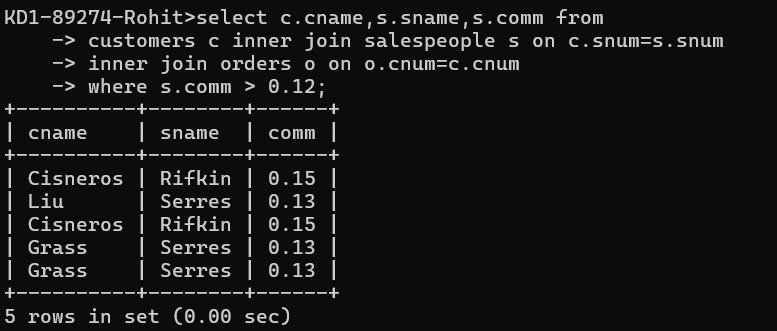 KD1-89274-Rohit>select c.cname,s.sname,s.comm from
    -> customers c inner join salespeople s on c.snum=s.snum
    -> inner join orders o on o.cnum=c.cnum
    -> where s.comm > 0.12;
+----------+--------+------+
| cname    | sname  | comm |
+----------+--------+------+
| Cisneros | Rifkin | 0.15 |
| Liu      | Serres | 0.13 |
| Cisneros | Rifkin | 0.15 |
| Grass    | Serres | 0.13 |
| Grass    | Serres | 0.13 |
+----------+--------+------+
5 rows in set (0.00 sec)